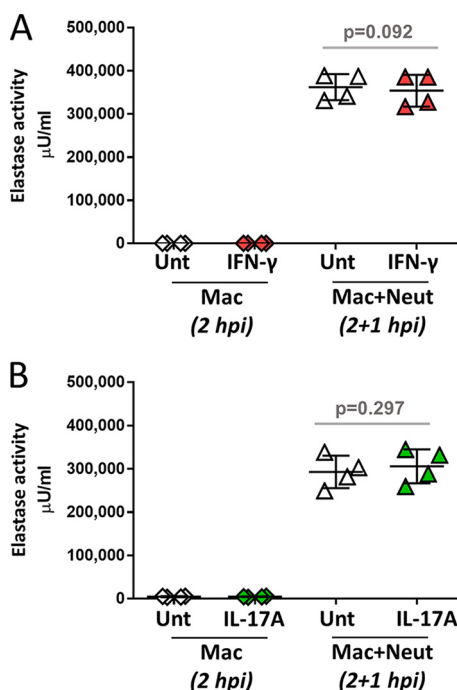 A
Elastase activity
µU/ml
500,000
400,000
300,000
200,000
100,000
0
p=0.092
Unt IFN-γ Unt IFN-γ
Mac Mac+Neut
(2 hpi) (2+1 hpi)
B
Elastase activity
µU/ml
500,000
400,000
300,000
200,000
100,000
0
p=0.297
Unt IL-17A Unt IL-17A
Mac Mac+Neut
(2 hpi) (2+1 hpi)